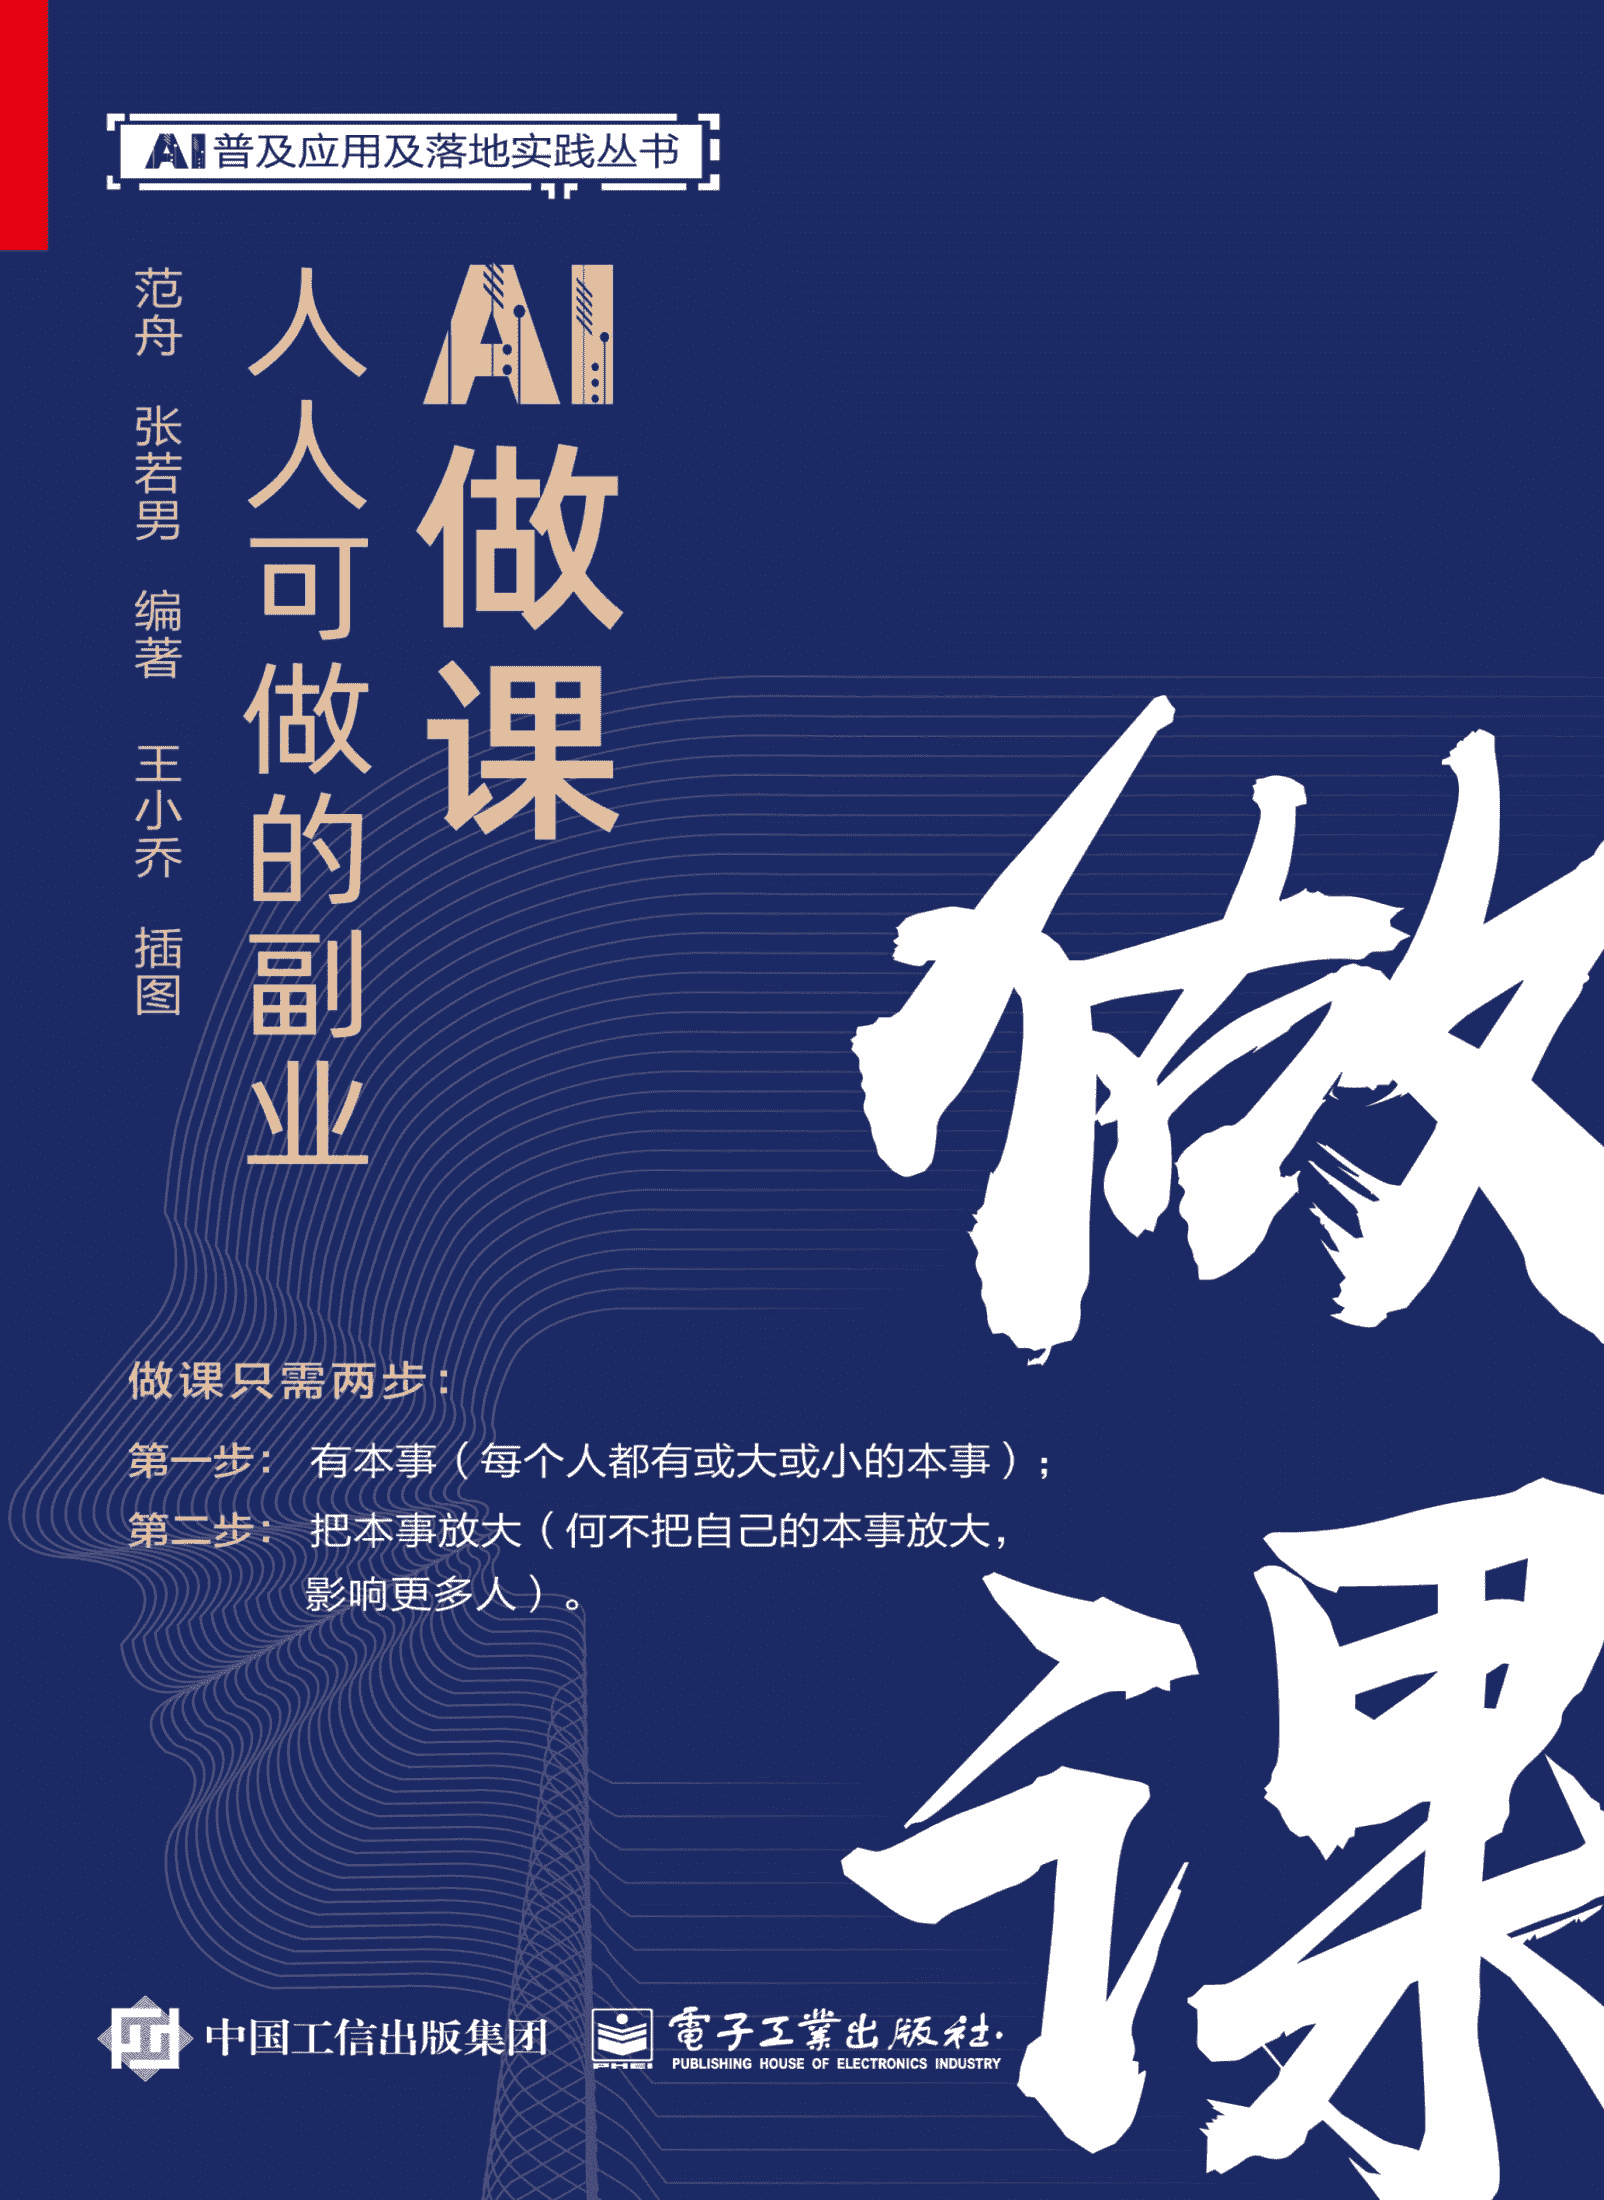 AI普及应用及落地实践丛书
AI做课
人人可做的副业
范舟 张若男 编著 王小乔 插图
做课
做课只需两步：
第一步： 有本事（每个人都有或大或小的本事）；
第二步： 把本事放大（何不把自己的本事放大，
影响更多人）。
中国工信出版集团
電子工業出版社·
PUBLISHING HOUSE OF ELECTRONICS INDUSTRY